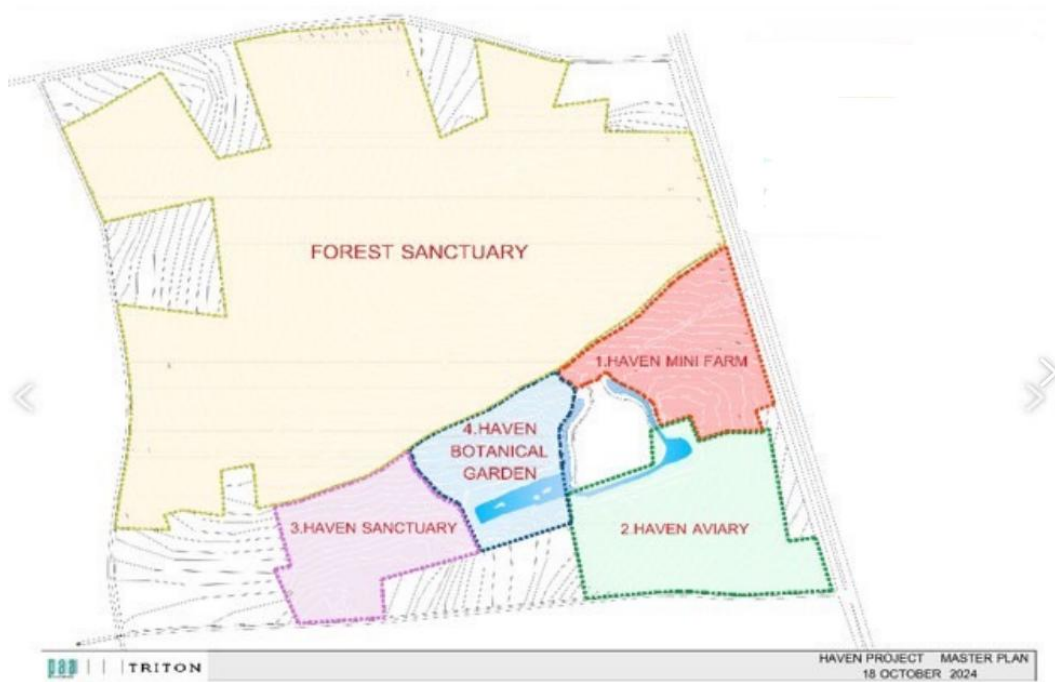 FOREST SANCTUARY
1.HAVEN MINI FARM
4.HAVEN
BOTANICAL
GARDEN
3.HAVEN SANCTUARY
2.HAVEN AVIARY
TRITON
HAVEN PROJECT MASTER PLAN
18 OCTOBER 2024